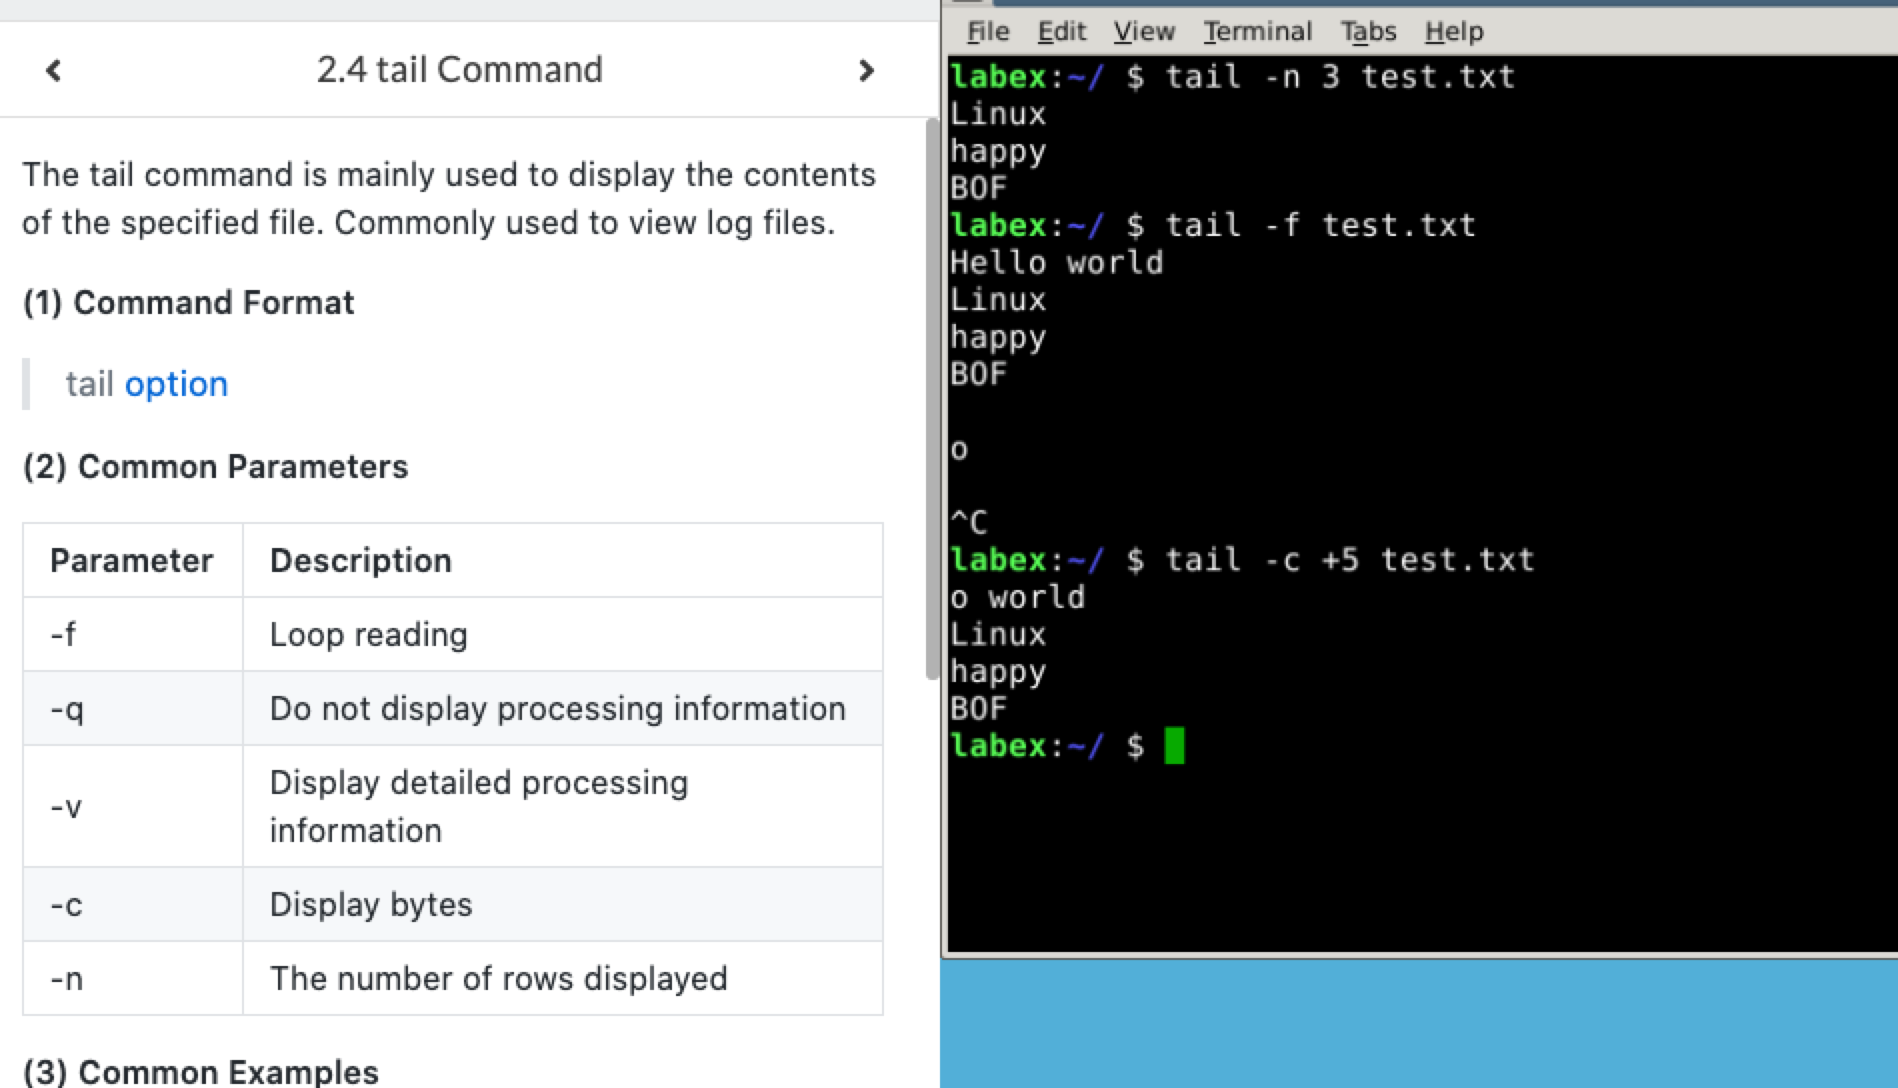 2.4 tail Command
The tail command is mainly used to display the contents
of the specified file. Commonly used to view log files.
(1) Command Format
tail option
(2) Common Parameters
Parameter Description
-f Loop reading
-q Do not display processing information
-v Display detailed processing
information
-c Display bytes
-n The number of rows displayed
(3) Common Examples
File Edit View Terminal Tabs Help
labex:~/ $ tail -n 3 test.txt
Linux
happy
BOF
labex:~/ $ tail -f test.txt
Hello world
Linux
happy
BOF
o
^C
labex:~/ $ tail -c +5 test.txt
o world
Linux
happy
BOF
labex:~/ $